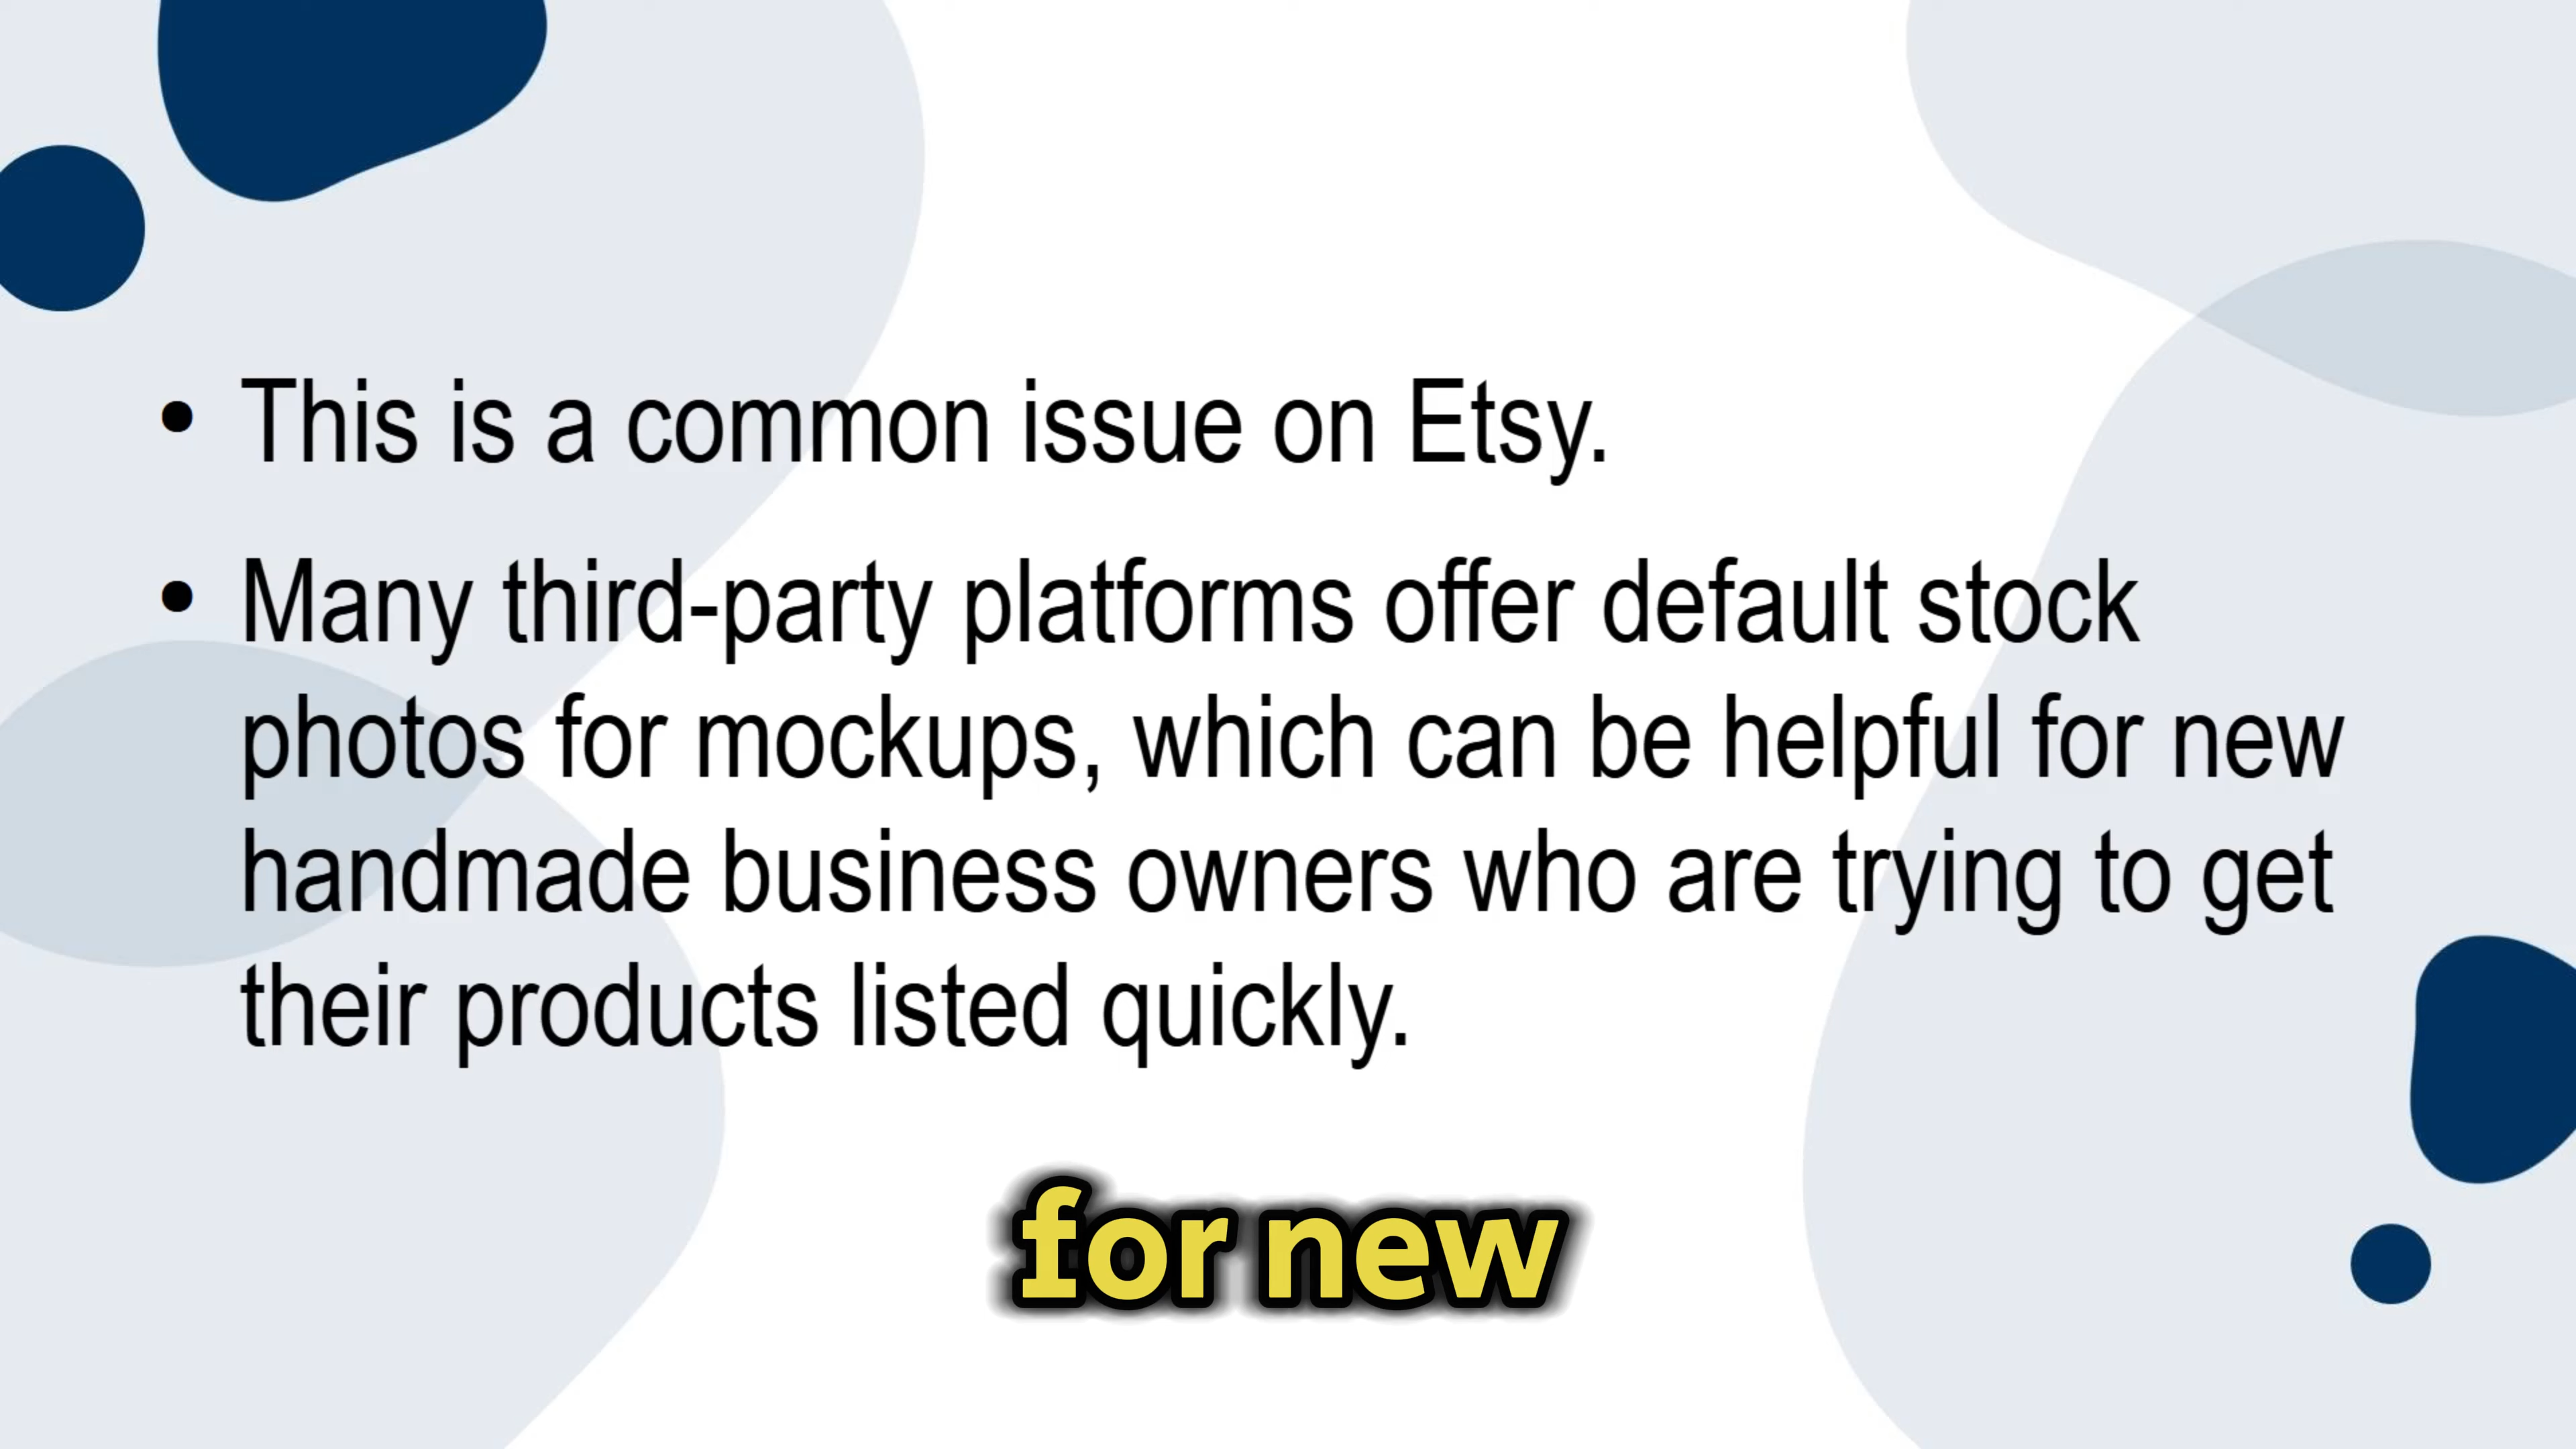 • This is a common issue on Etsy.
• Many third-party platforms offer default stock
photos for mockups, which can be helpful for new
handmade business owners who are trying to get
their products listed quickly.
for new